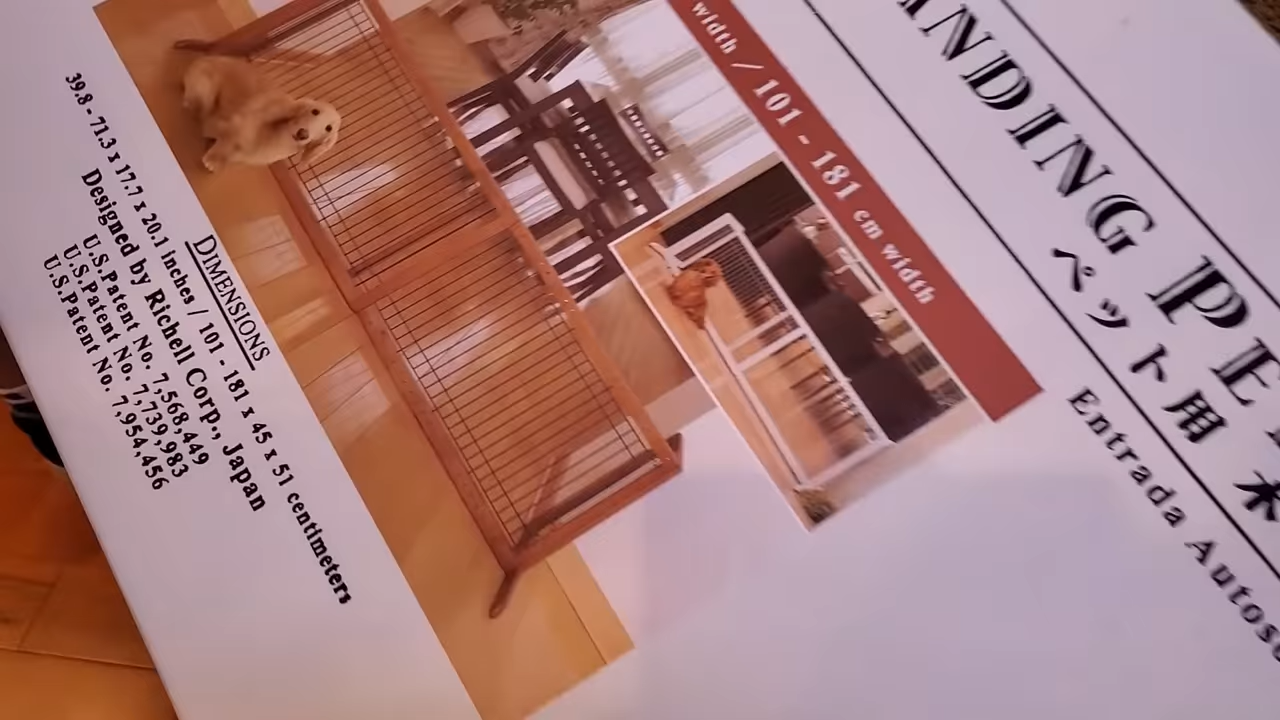 ANDING PE
ペット用 木
Entrada Autos
width / 101 - 181 cm width
DIMENSIONS
39.8 - 71.3 x 17.7 x 20.1 inches / 101 - 181 x 45 x 51 centimeters
Designed by Richell Corp., Japan
U.S.Patent No. 7,568,449
U.S.Patent No. 7,739,983
U.S.Patent No. 7,954,456